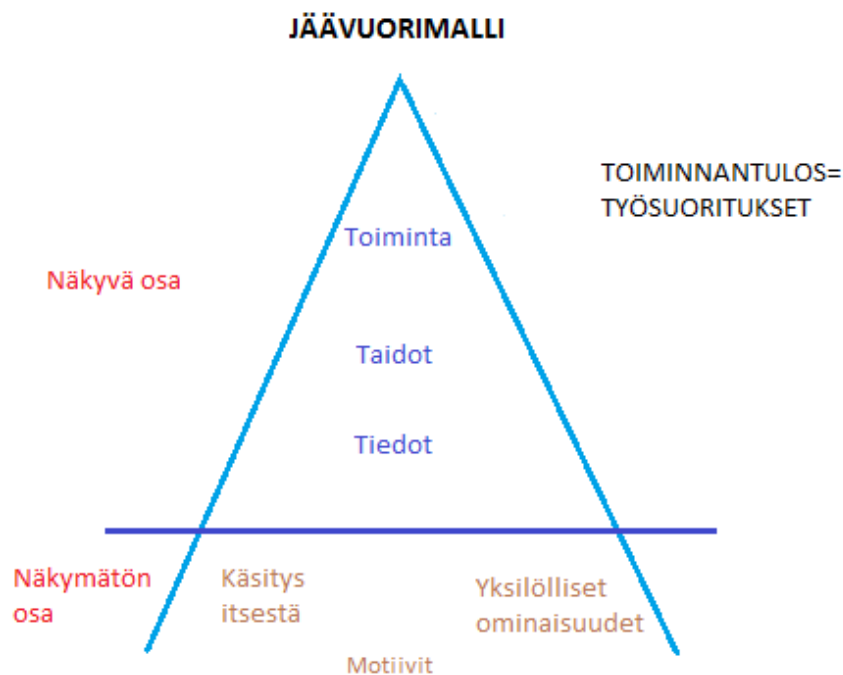 JÄÄVUORIMALLI
TOIMINNANTULOS=
TYÖSUORITUKSET
Toiminta
Näkyvä osa
Taidot
Tiedot
Näkymätön
osa
Käsitys
itsestä
Yksilölliset
ominaisuudet
Motiivit